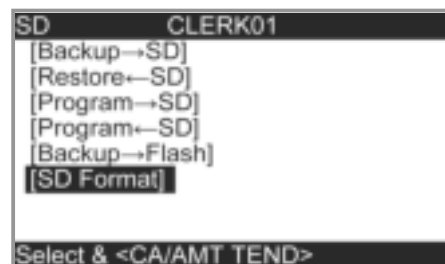 SD CLERK01
[Backup→SD]
[Restore←SD]
[Program→SD]
[Program←SD]
[Backup→Flash]
[SD Format]
Select & <CA/AMT TEND>